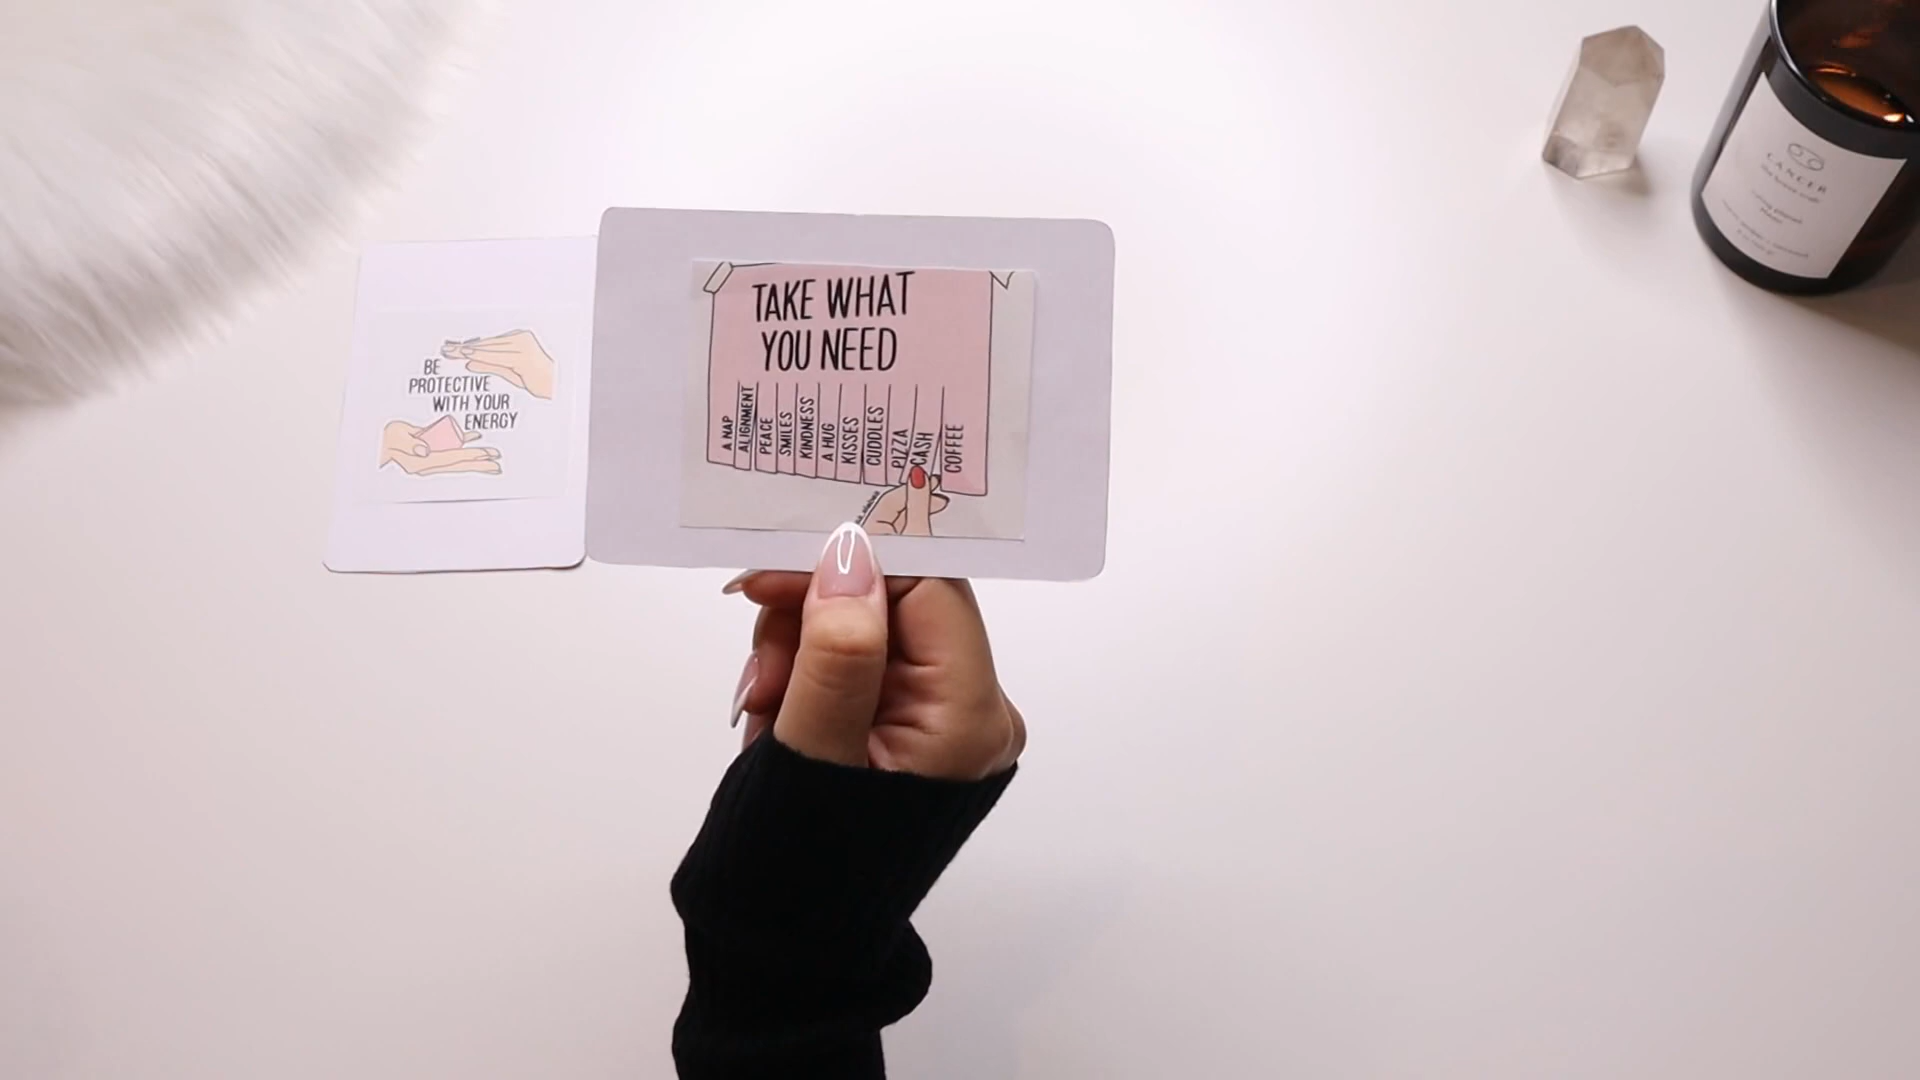 BE
PROTECTIVE
WITH YOUR
ENERGY
TAKE WHAT
YOU NEED
A NAP
ALIGNMENT
PEACE
SMILES
KINDNESS
A HUG
KISSES
CUDDLES
PIZZA
CASH
COFFEE
CANCER